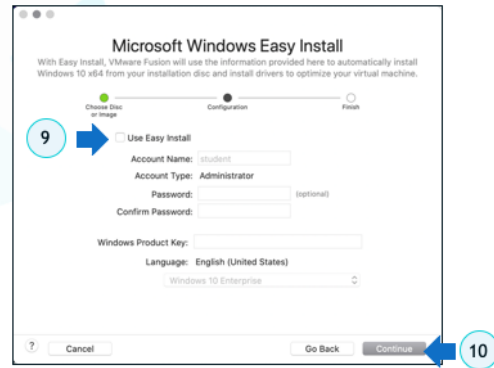 Microsoft Windows Easy Install
With Easy Install, VMware Fusion will use the information provided here to automatically install
Windows 10 x64 from your installation disc and install drivers to optimize your virtual machine.
Choose Disc
or Image
Configuration
Finish
9
Use Easy Install
Account Name: student
Account Type: Administrator
Password: (optional)
Confirm Password:
Windows Product Key:
Language: English (United States)
Windows 10 Enterprise
? Cancel Go Back Continue
10